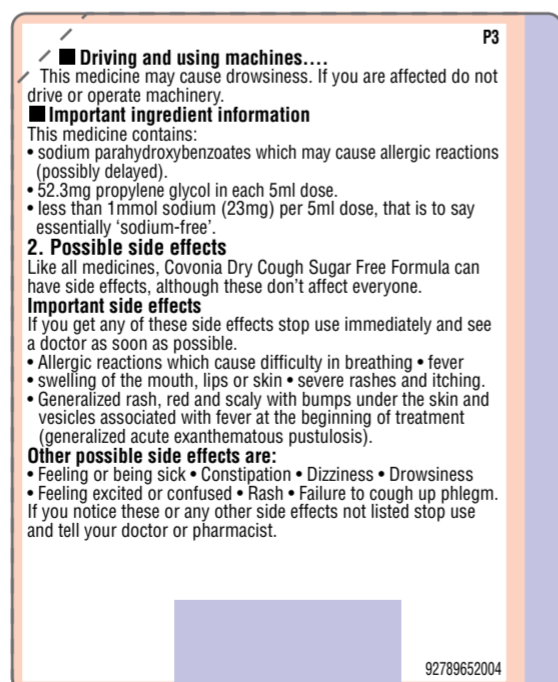 P3
■ Driving and using machines....
This medicine may cause drowsiness. If you are affected do not
drive or operate machinery.
■ Important ingredient information
This medicine contains:
• sodium parahydroxybenzoates which may cause allergic reactions
(possibly delayed).
• 52.3mg propylene glycol in each 5ml dose.
• less than 1mmol sodium (23mg) per 5ml dose, that is to say
essentially ‘sodium-free’.
2. Possible side effects
Like all medicines, Covonia Dry Cough Sugar Free Formula can
have side effects, although these don’t affect everyone.
Important side effects
If you get any of these side effects stop use immediately and see
a doctor as soon as possible.
• Allergic reactions which cause difficulty in breathing • fever
• swelling of the mouth, lips or skin • severe rashes and itching.
• Generalized rash, red and scaly with bumps under the skin and
vesicles associated with fever at the beginning of treatment
(generalized acute exanthematous pustulosis).
Other possible side effects are:
• Feeling or being sick • Constipation • Dizziness • Drowsiness
• Feeling excited or confused • Rash • Failure to cough up phlegm.
If you notice these or any other side effects not listed stop use
and tell your doctor or pharmacist.
92789652004